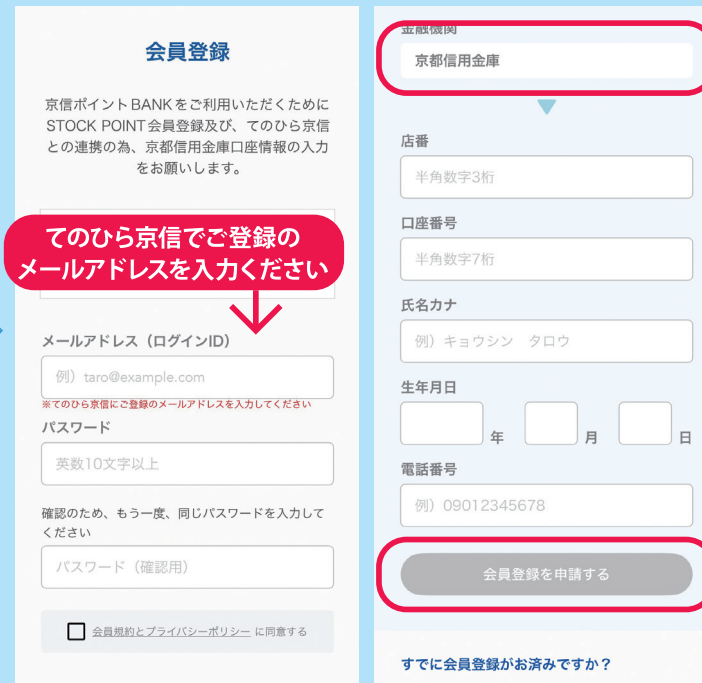 会員登録
京信ポイントBANKをご利用いただくために
STOCK POINT会員登録及び、てのひら京信
との連携の為、京都信用金庫口座情報の入力
をお願いします。
てのひら京信でご登録の
メールアドレスを入力ください
メールアドレス（ログインID）
例）taro@example.com
※てのひら京信にご登録のメールアドレスを入力してください
パスワード
英数10文字以上
確認のため、もう一度、同じパスワードを入力して
ください
パスワード（確認用）
会員規約とプライバシーポリシー に同意する
金融機関
京都信用金庫
店番
半角数字3桁
口座番号
半角数字7桁
氏名カナ
例）キョウシン　タロウ
生年月日
年 月 日
電話番号
例）09012345678
会員登録を申請する
すでに会員登録がお済みですか？